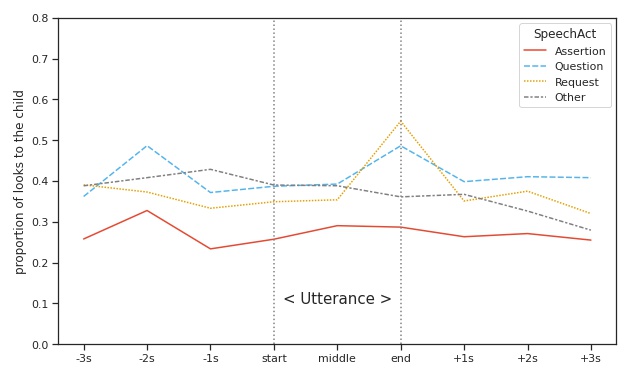 0.8
0.7
0.6
0.5
0.4
0.3
0.2
0.1
0.0
proportion of looks to the child
SpeechAct
Assertion
Question
Request
Other
< Utterance >
-3s -2s -1s start middle end +1s +2s +3s